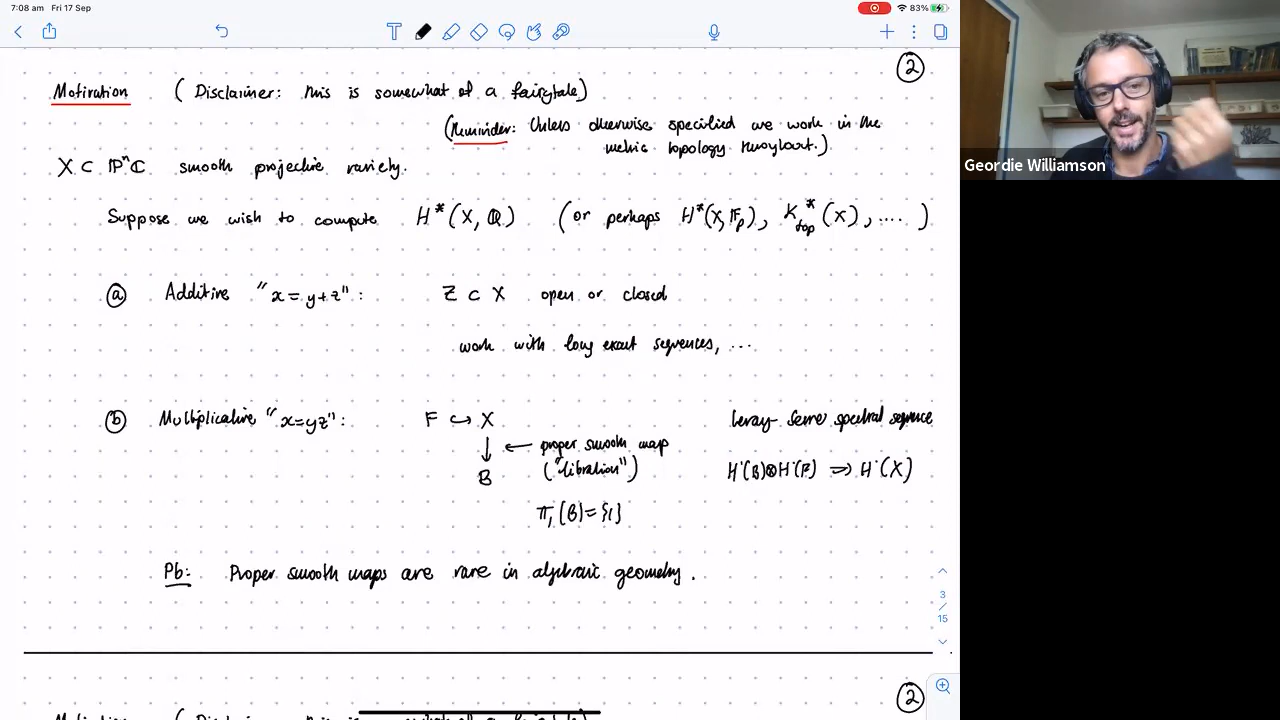 7:08 am Fri 17 Sep
83%
②
Motivation (Disclaimer: this is somewhat of a fairytale)
(Reminder: Unless otherwise specified we work in the
metric topology throughout.)
X ⊂ ℙⁿℂ smooth projective variety.
Suppose we wish to compute H*(X, ℚ) (or perhaps H*(X, 𝔽p), K*top(X), ....)
ⓐ Additive "x = y+z": Z ⊂ X open or closed
work with long exact sequences, ...
ⓑ Multiplicative "x=yz": F ↪ X Leray-Serre spectral sequence
↓ ← proper smooth map
("fibration") H˙(B)⊗H˙(F) ⇒ H˙(X)
B
π₁(B)={1}
Pb: Proper smooth maps are rare in algebraic geometry.
3
/
15
②
Geordie Williamson